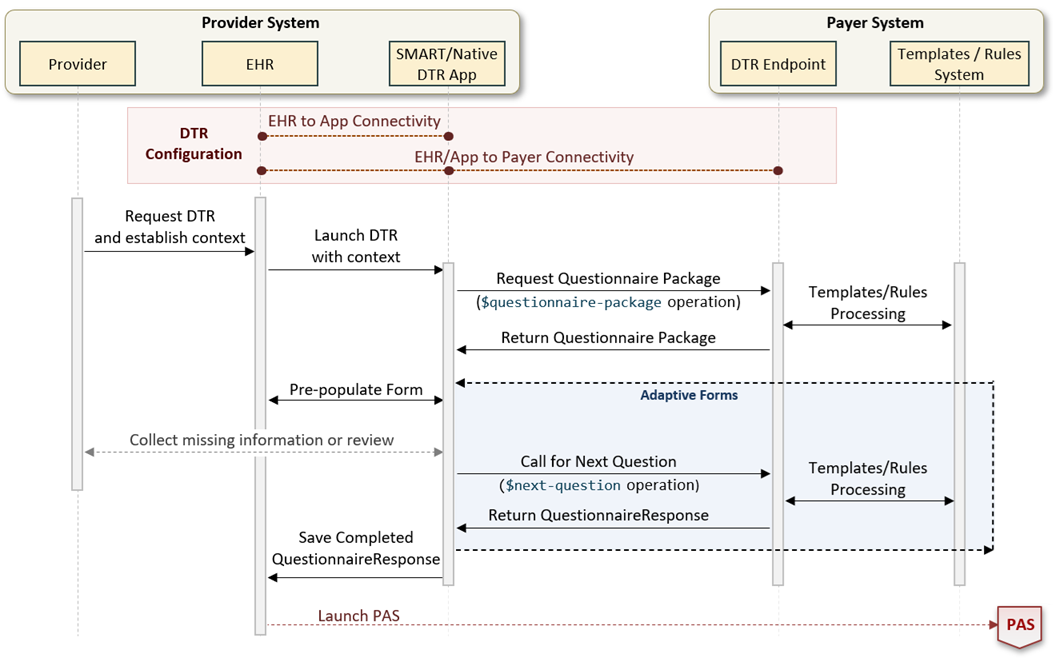 Provider System
Payer System
Provider
EHR
SMART/Native
DTR App
DTR Endpoint
Templates / Rules
System
DTR
Configuration
EHR to App Connectivity
EHR/App to Payer Connectivity
Request DTR
and establish context
Launch DTR
with context
Request Questionnaire Package
($questionnaire-package operation)
Templates/Rules
Processing
Return Questionnaire Package
Pre-populate Form
Adaptive Forms
Collect missing information or review
Call for Next Question
($next-question operation)
Templates/Rules
Processing
Return QuestionnaireResponse
Save Completed
QuestionnaireResponse
Launch PAS
PAS